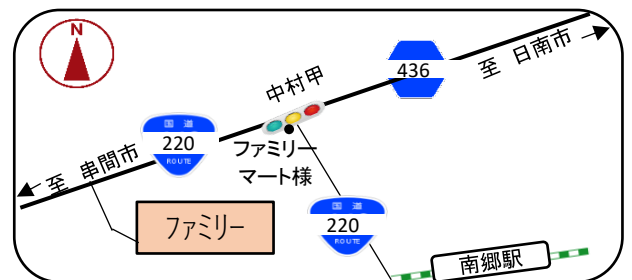 N
436
至 日南市
中村甲
国道
220
ROUTE
ファミリー
マート様
至 串間市
ファミリー
国道
220
ROUTE
南郷駅